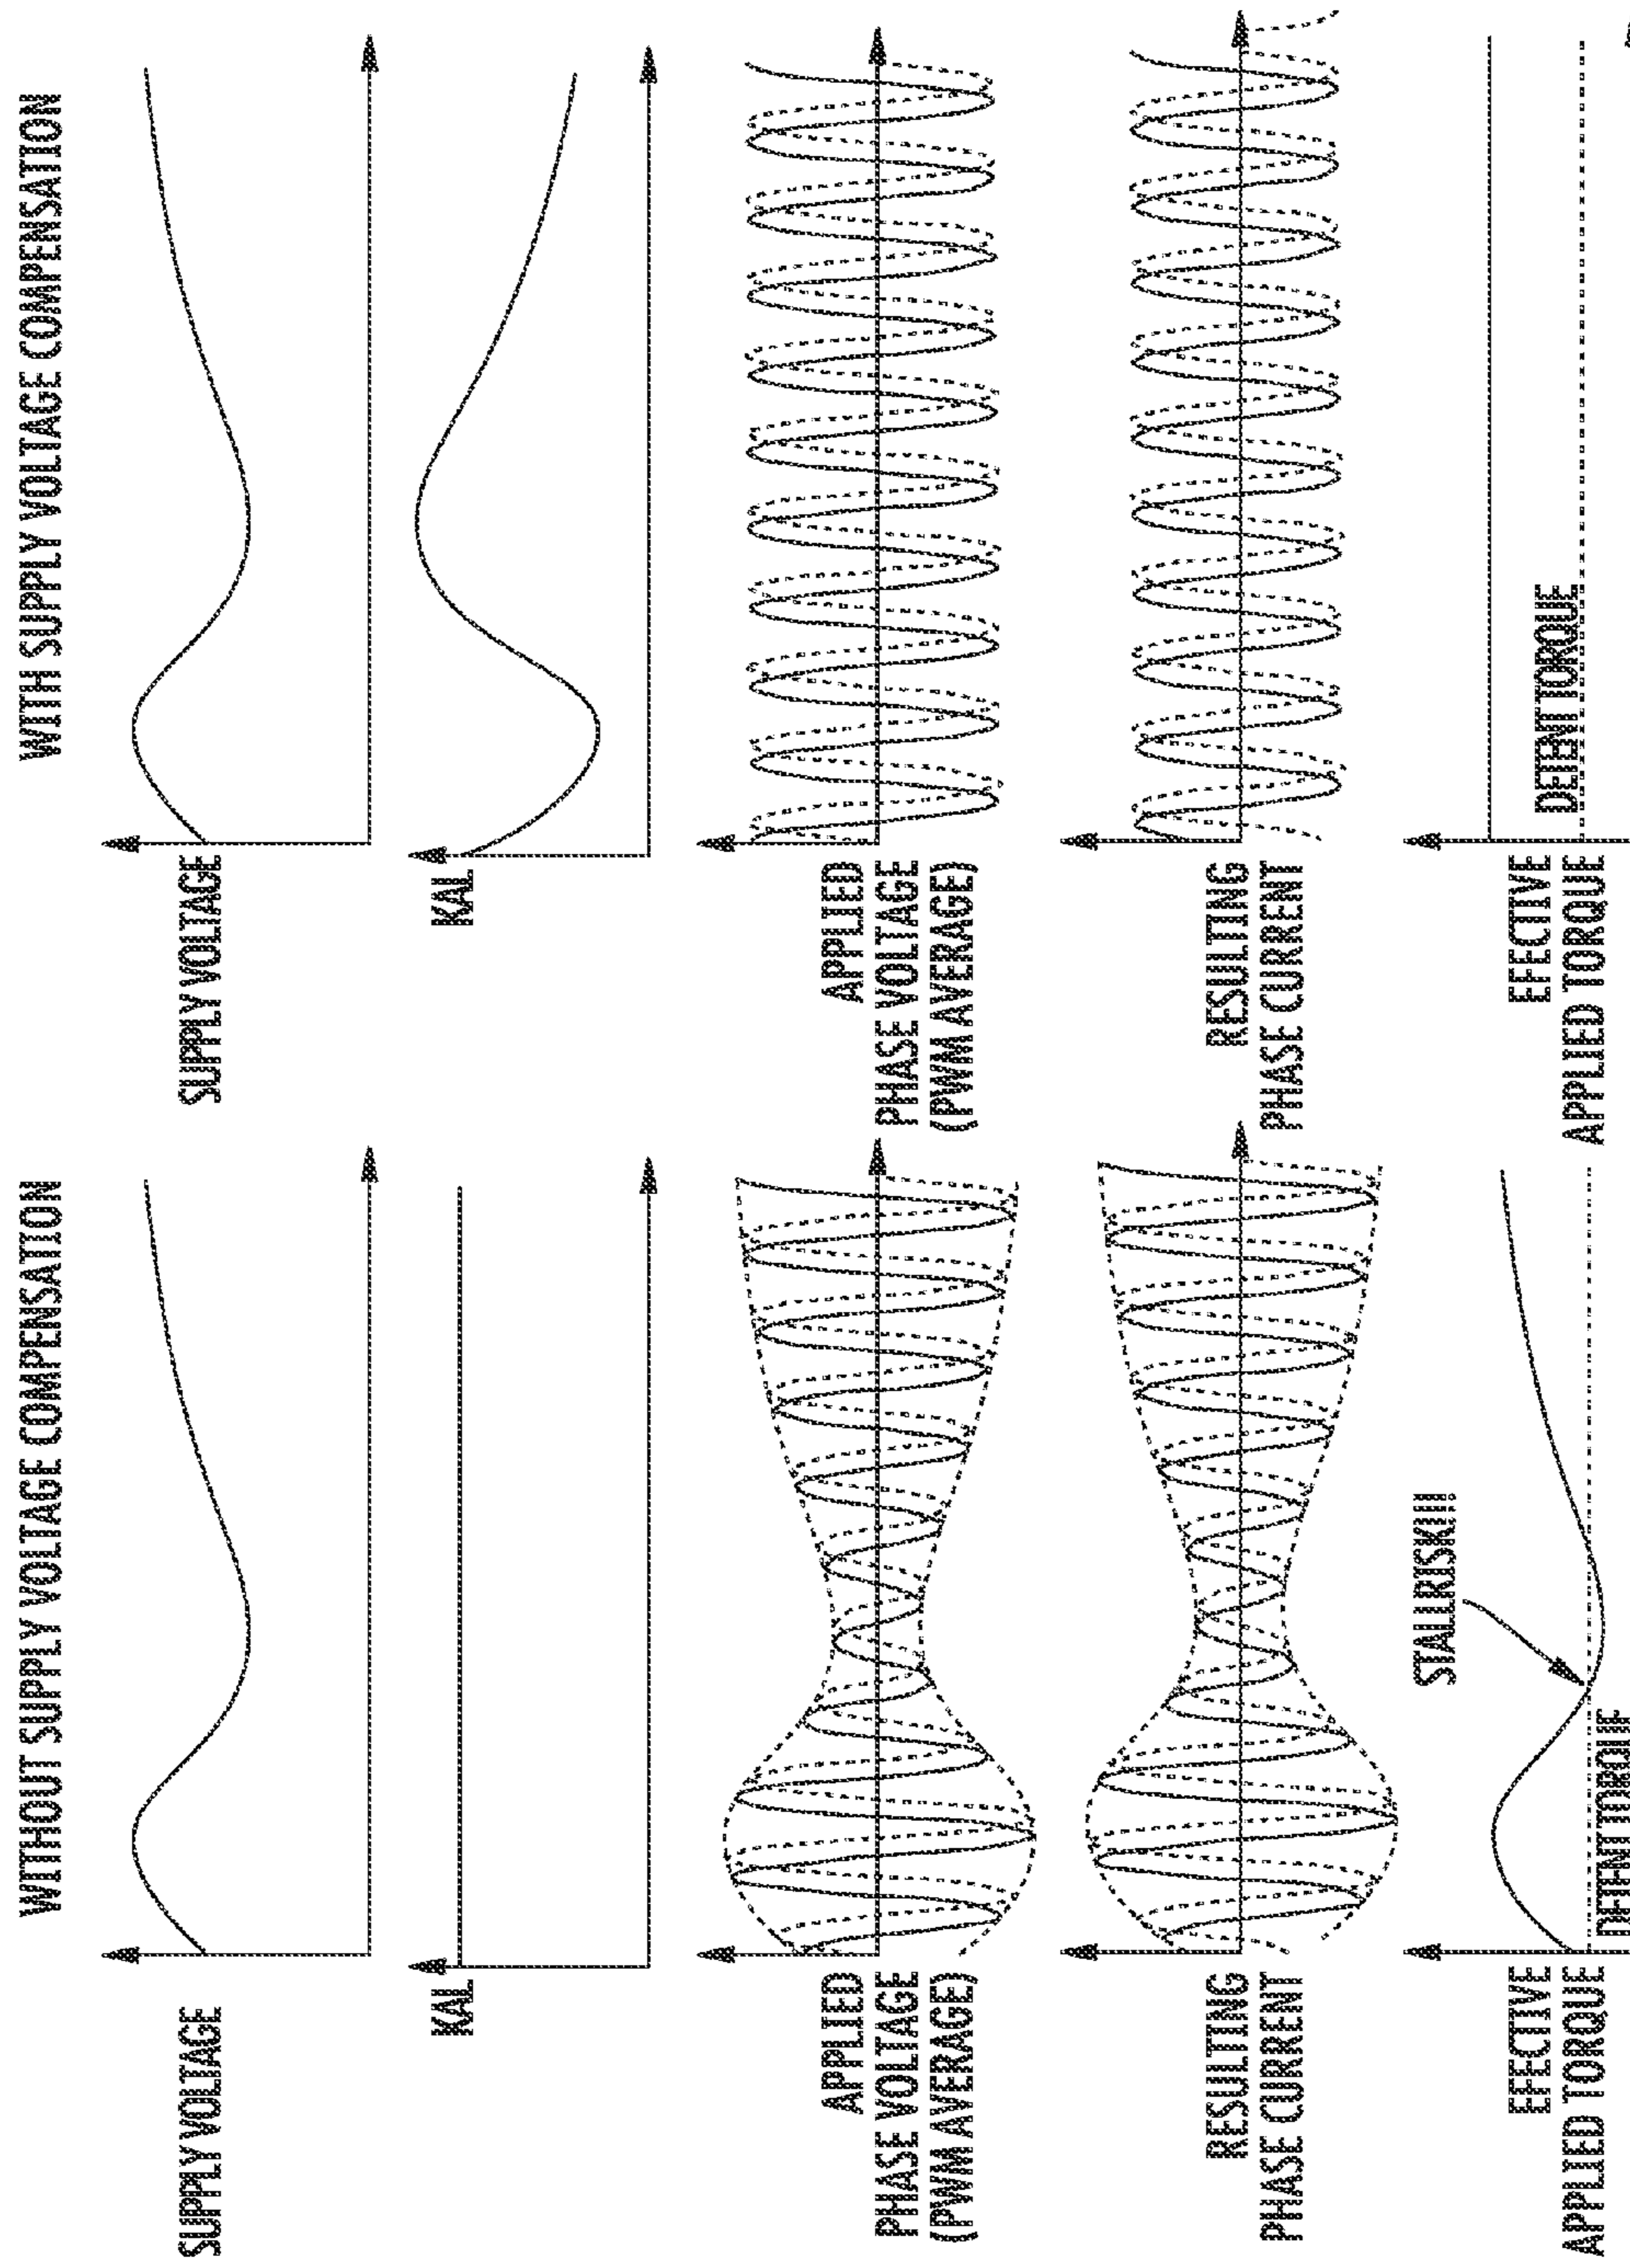 WITHOUT SUPPLY VOLTAGE COMPENSATION
SUPPLY VOLTAGE
KAL
APPLIED
PHASE VOLTAGE
(PWM AVERAGE)
RESULTING
PHASE CURRENT
STALL RISK!!!
EFFECTIVE
APPLIED TORQUE
DETENT TORQUE
WITH SUPPLY VOLTAGE COMPENSATION
SUPPLY VOLTAGE
KAL
APPLIED
PHASE VOLTAGE
(PWM AVERAGE)
RESULTING
PHASE CURRENT
EFFECTIVE
APPLIED TORQUE
DETENT TORQUE